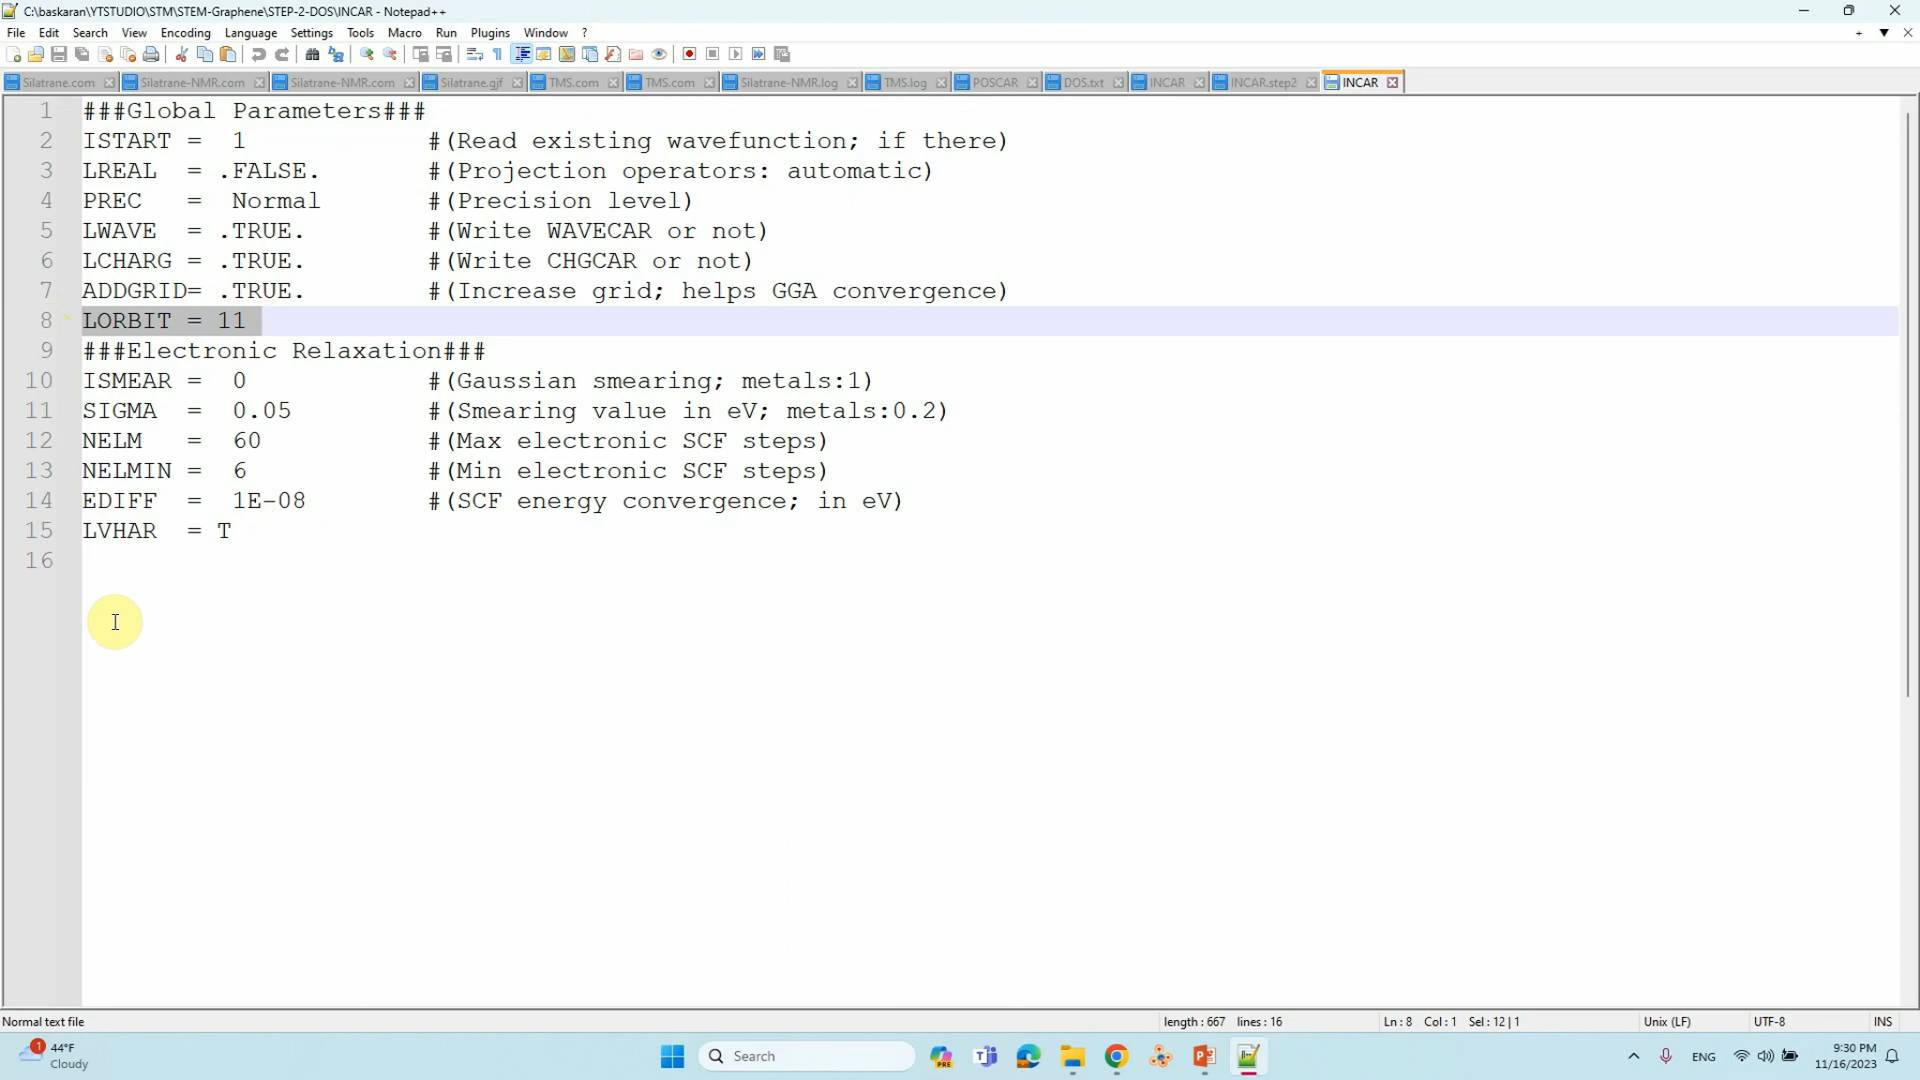 C:\baskaran\YTSTUDIO\STM\STEM-Graphene\STEP-2-DOS\INCAR - Notepad++
File Edit Search View Encoding Language Settings Tools Macro Run Plugins Window ?
+ ▼ ×
Silatrane.com Silatrane-NMR.com Silatrane-NMR.com Silatrane.gjf TMS.com TMS.com Silatrane-NMR.log TMS.log POSCAR DOS.txt INCAR INCAR.step2 INCAR
1 ###Global Parameters###
2 ISTART = 1 #(Read existing wavefunction; if there)
3 LREAL = .FALSE. #(Projection operators: automatic)
4 PREC = Normal #(Precision level)
5 LWAVE = .TRUE. #(Write WAVECAR or not)
6 LCHARG = .TRUE. #(Write CHGCAR or not)
7 ADDGRID= .TRUE. #(Increase grid; helps GGA convergence)
8 LORBIT = 11
9 ###Electronic Relaxation###
10 ISMEAR = 0 #(Gaussian smearing; metals:1)
11 SIGMA = 0.05 #(Smearing value in eV; metals:0.2)
12 NELM = 60 #(Max electronic SCF steps)
13 NELMIN = 6 #(Min electronic SCF steps)
14 EDIFF = 1E-08 #(SCF energy convergence; in eV)
15 LVHAR = T
16
Normal text file length : 667 lines : 16 Ln : 8 Col : 1 Sel : 12 | 1 Unix (LF) UTF-8 INS
1 44°F
Cloudy
Search
PRE
ENG
9:30 PM
11/16/2023